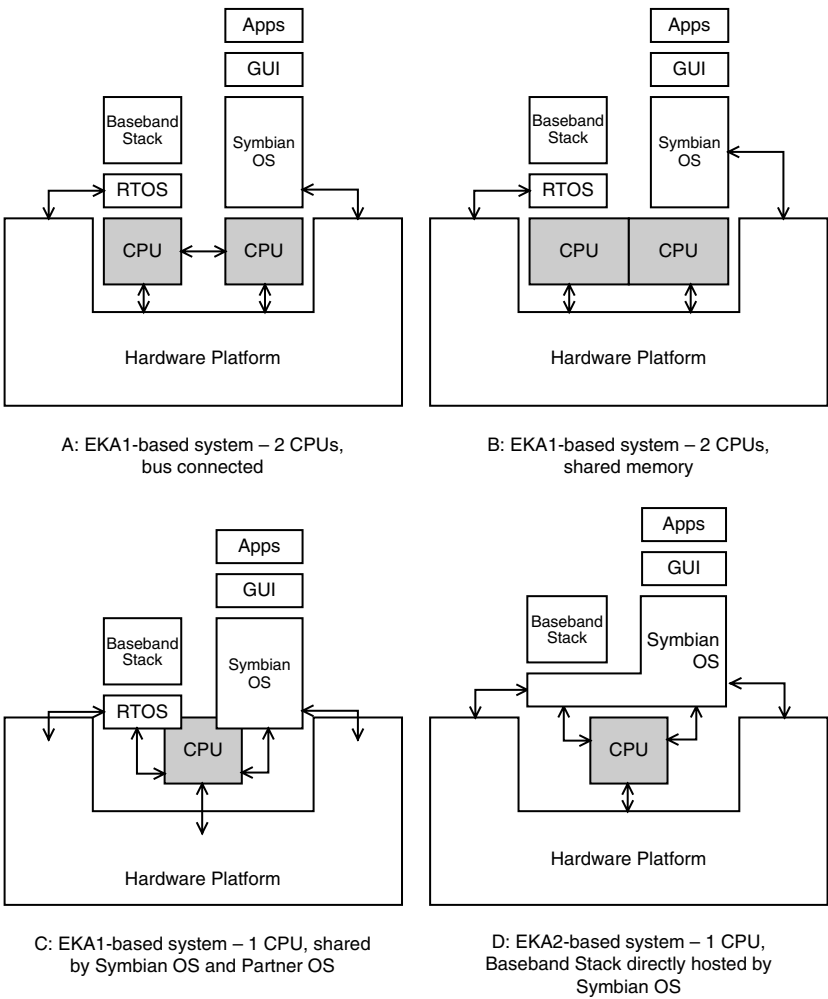 Apps
GUI
Baseband
Stack
Symbian
OS
RTOS
CPU
CPU
Hardware Platform
A: EKA1-based system – 2 CPUs,
bus connected
Apps
GUI
Baseband
Stack
Symbian
OS
RTOS
CPU
CPU
Hardware Platform
B: EKA1-based system – 2 CPUs,
shared memory
Apps
GUI
Baseband
Stack
Symbian
OS
RTOS
CPU
Hardware Platform
C: EKA1-based system – 1 CPU, shared
by Symbian OS and Partner OS
Apps
GUI
Baseband
Stack
Symbian
OS
CPU
Hardware Platform
D: EKA2-based system – 1 CPU,
Baseband Stack directly hosted by
Symbian OS